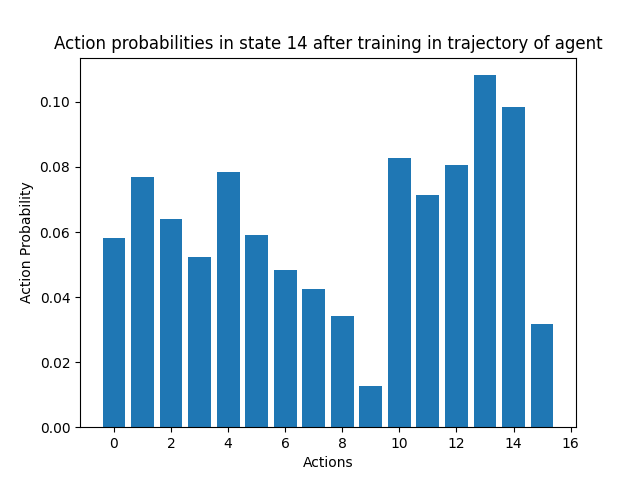 Action probabilities in state 14 after training in trajectory of agent
0.10
0.08
0.06
0.04
0.02
0.00
Action Probability
0 2 4 6 8 10 12 14 16
Actions